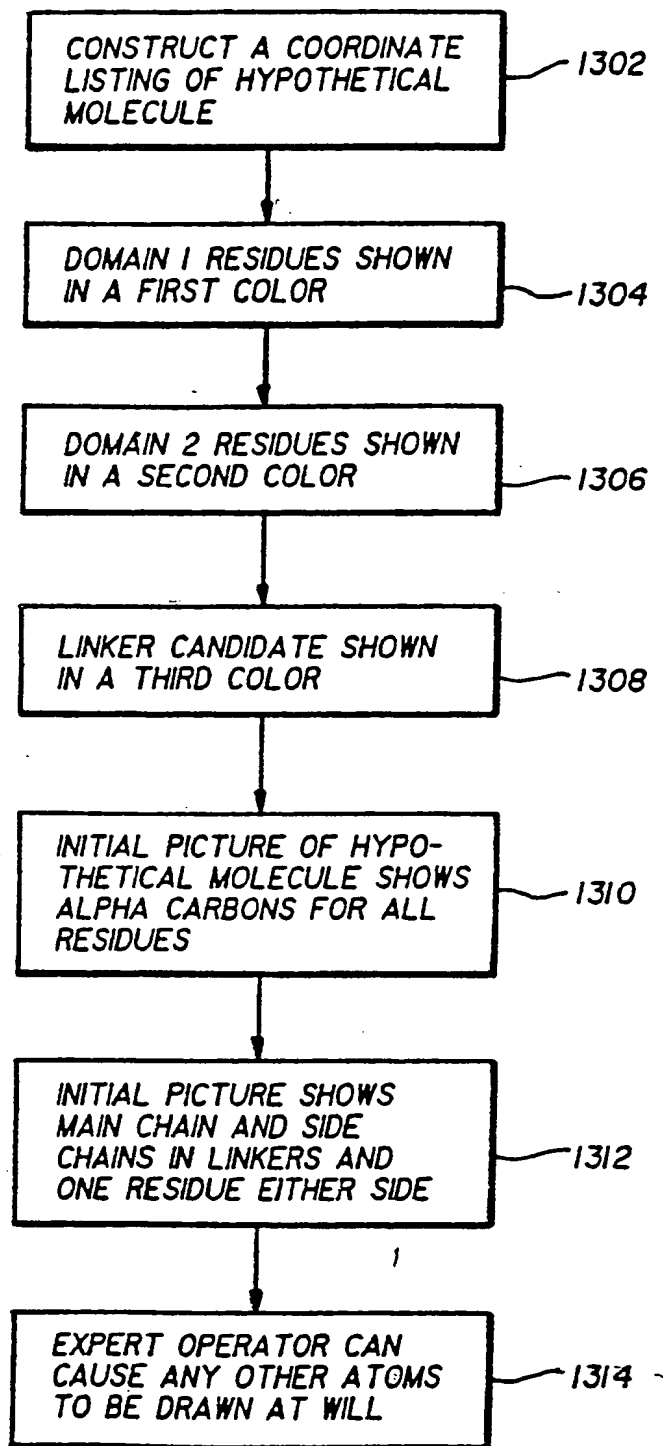 CONSTRUCT A COORDINATE
LISTING OF HYPOTHETICAL
MOLECULE
1302
DOMAIN 1 RESIDUES SHOWN
IN A FIRST COLOR
1304
DOMAIN 2 RESIDUES SHOWN
IN A SECOND COLOR
1306
LINKER CANDIDATE SHOWN
IN A THIRD COLOR
1308
INITIAL PICTURE OF HYPO-
THETICAL MOLECULE SHOWS
ALPHA CARBONS FOR ALL
RESIDUES
1310
INITIAL PICTURE SHOWS
MAIN CHAIN AND SIDE
CHAINS IN LINKERS AND
ONE RESIDUE EITHER SIDE
1312
EXPERT OPERATOR CAN
CAUSE ANY OTHER ATOMS
TO BE DRAWN AT WILL
1314